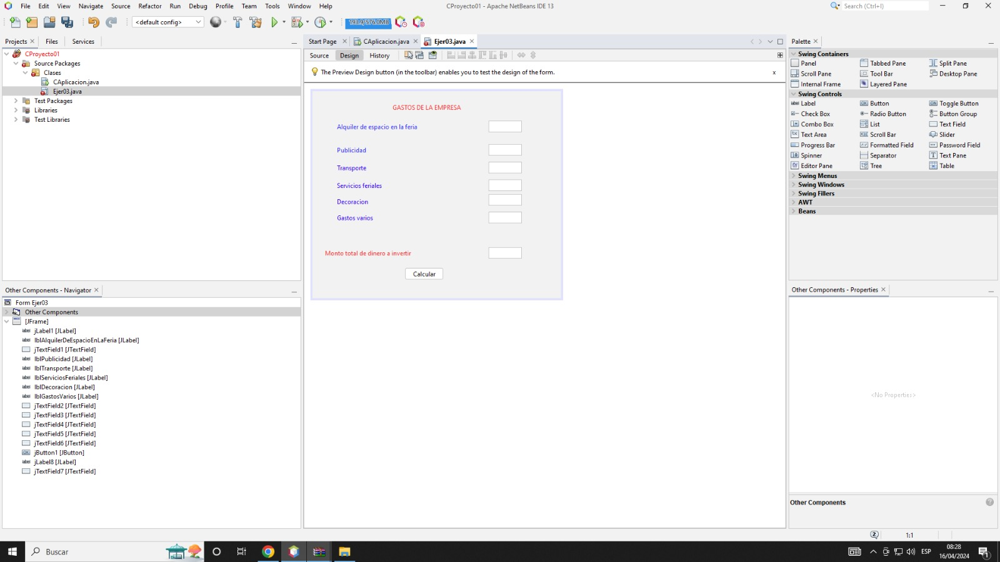 File Edit View Navigate Source Refactor Run Debug Profile Team Tools Window Help
CProyecto01 - Apache NetBeans IDE 13
Search (Ctrl+I)
<default config>
193.9/576.0MB
Projects Files Services
CProyecto01
Source Packages
Clases
CAplicacion.java
Ejer03.java
Test Packages
Libraries
Test Libraries
Other Components - Navigator
Form Ejer03
Other Components
[JFrame]
jLabel1 [JLabel]
lblAlquilerDeEspacioEnLaFeria [JLabel]
jTextField1 [JTextField]
lblPublicidad [JLabel]
lblTransporte [JLabel]
lblServiciosFeriales [JLabel]
lblDecoracion [JLabel]
lblGastosVarios [JLabel]
jTextField2 [JTextField]
jTextField3 [JTextField]
jTextField4 [JTextField]
jTextField5 [JTextField]
jTextField6 [JTextField]
jButton1 [JButton]
jLabel8 [JLabel]
jTextField7 [JTextField]
Start Page CAplicacion.java Ejer03.java
Source Design History
The Preview Design button (in the toolbar) enables you to test the design of the form. x
GASTOS DE LA EMPRESA
Alquiler de espacio en la feria
Publicidad
Transporte
Servicios feriales
Decoracion
Gastos varios
Monto total de dinero a invertir
Calcular
Palette
Swing Containers
Panel Tabbed Pane Split Pane
Scroll Pane Tool Bar Desktop Pane
Internal Frame Layered Pane
Swing Controls
Label Button Toggle Button
Check Box Radio Button Button Group
Combo Box List Text Field
Text Area Scroll Bar Slider
Progress Bar Formatted Field Password Field
Spinner Separator Text Pane
Editor Pane Tree Table
Swing Menus
Swing Windows
Swing Fillers
AWT
Beans
Other Components - Properties
<No Properties>
Other Components
2 1:1
Buscar
ESP
08:28
16/04/2024
1